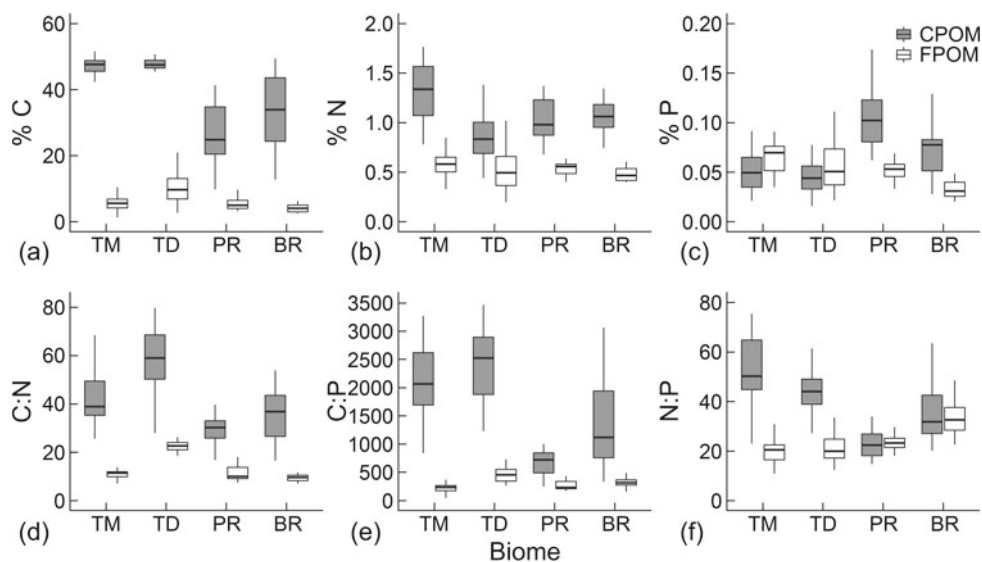 60
40
20
0
% C
TM TD PR BR
(a)
2.0
1.5
1.0
0.5
0.0
% N
TM TD PR BR
(b)
0.20
0.15
0.10
0.05
0.00
% P
CPOM
FPOM
TM TD PR BR
(c)
80
60
40
20
0
C:N
TM TD PR BR
(d)
3500
3000
2500
2000
1500
1000
500
0
C:P
TM TD PR BR
(e)
80
60
40
20
0
N:P
TM TD PR BR
(f)
Biome